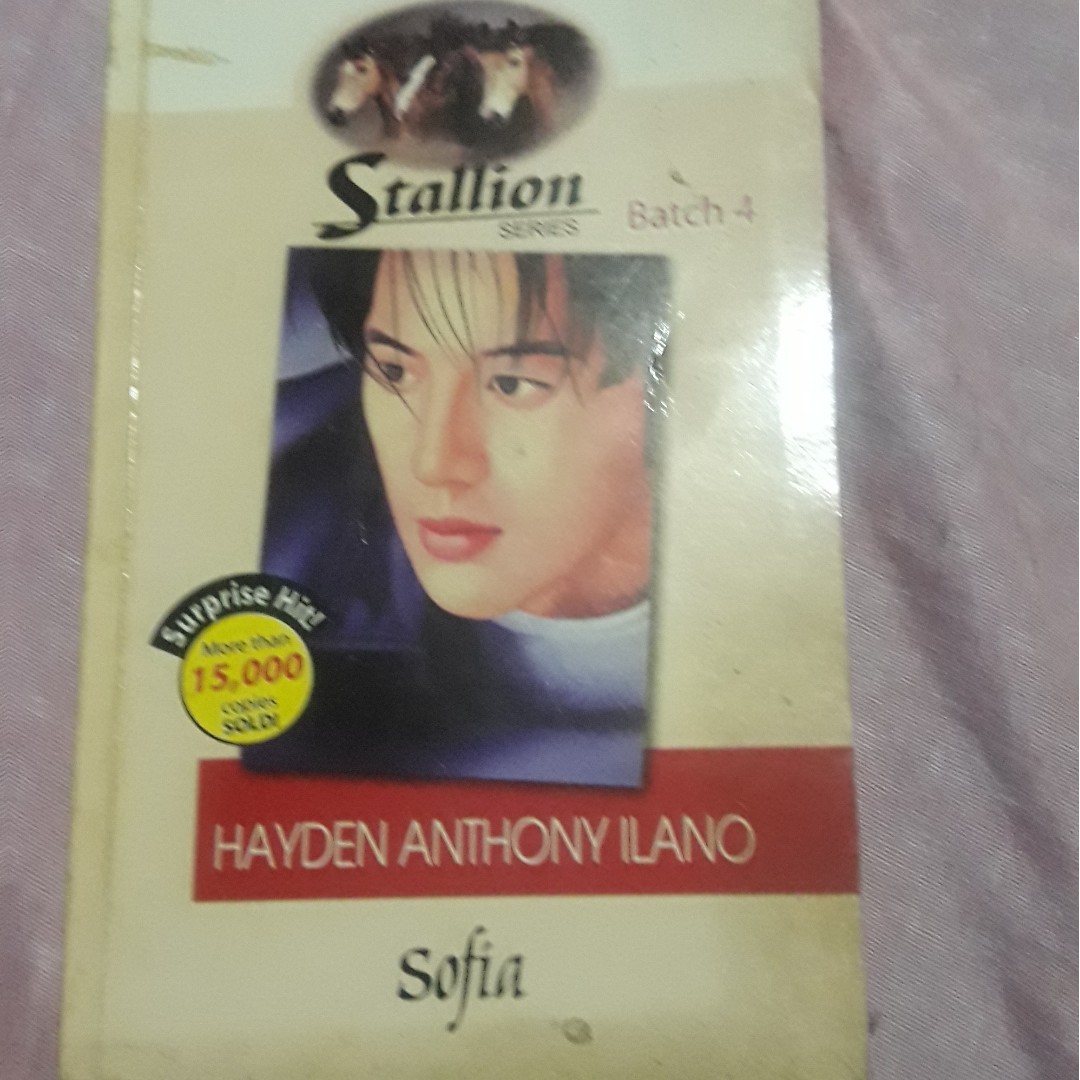 Stallion
SERIES
Batch 4
Surprise Hit!
More than
15,000
copies
SOLD!
HAYDEN ANTHONY ILANO
Sofia